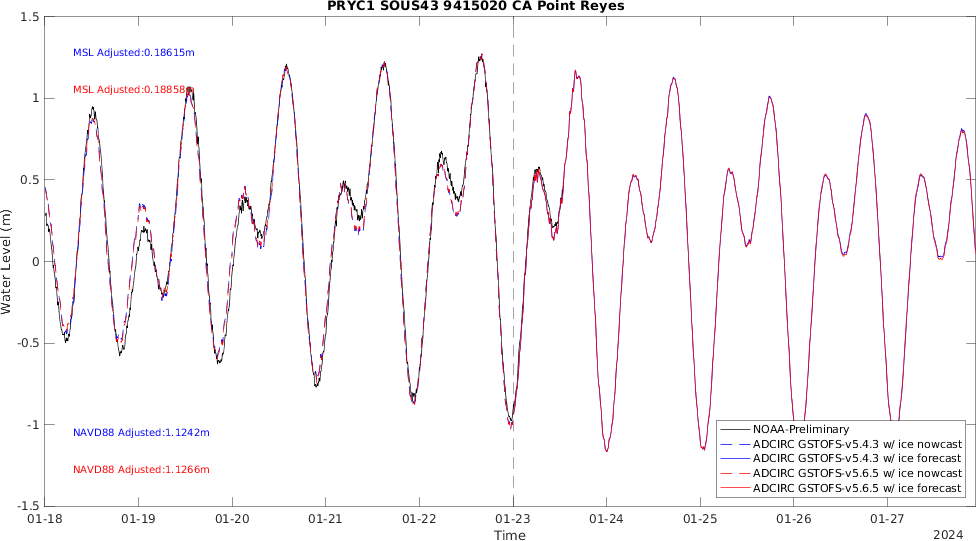 PRYC1 SOUS43 9415020 CA Point Reyes
1.5
1
0.5
0
-0.5
-1
-1.5
Water Level (m)
MSL Adjusted:0.18615m
MSL Adjusted:0.18858m
NAVD88 Adjusted:1.1242m
NAVD88 Adjusted:1.1266m
NOAA-Preliminary
ADCIRC GSTOFS-v5.4.3 w/ ice nowcast
ADCIRC GSTOFS-v5.4.3 w/ ice forecast
ADCIRC GSTOFS-v5.6.5 w/ ice nowcast
ADCIRC GSTOFS-v5.6.5 w/ ice forecast
01-18 01-19 01-20 01-21 01-22 01-23 01-24 01-25 01-26 01-27
Time
2024